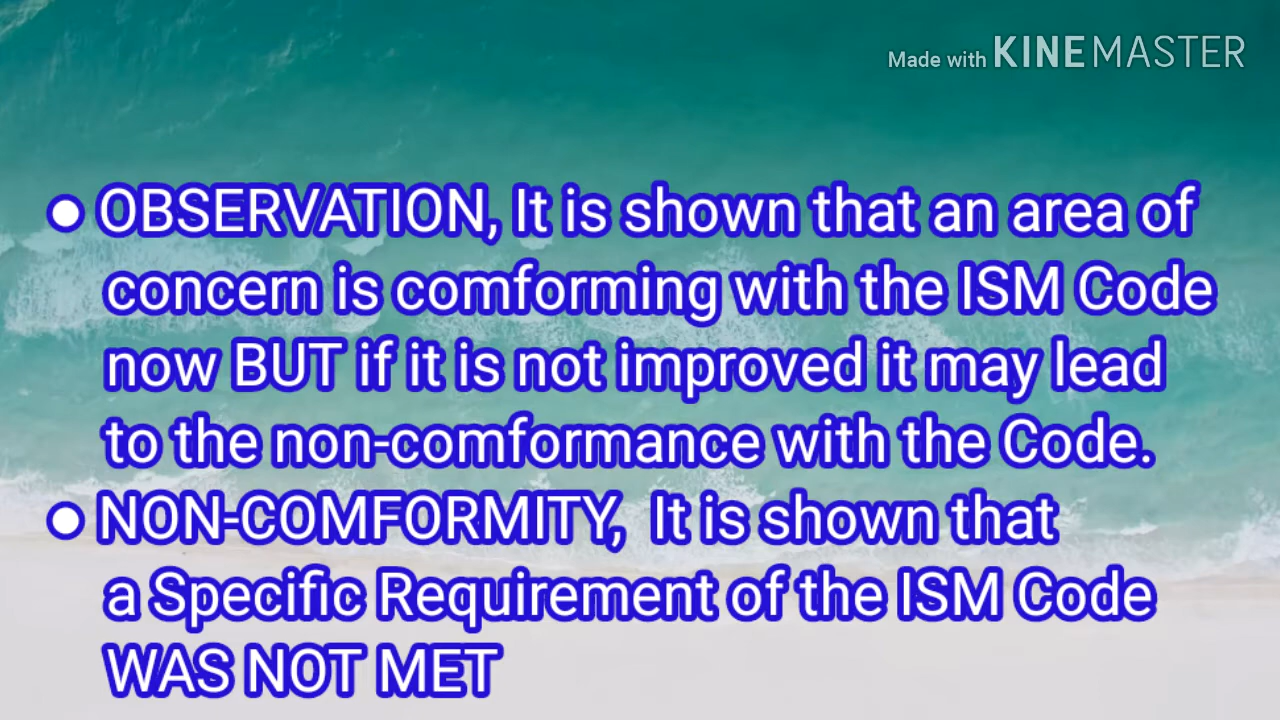 Made with KINEMASTER
● OBSERVATION, It is shown that an area of
concern is comforming with the ISM Code
now BUT if it is not improved it may lead
to the non-comformance with the Code.
● NON-COMFORMITY, It is shown that
a Specific Requirement of the ISM Code
WAS NOT MET